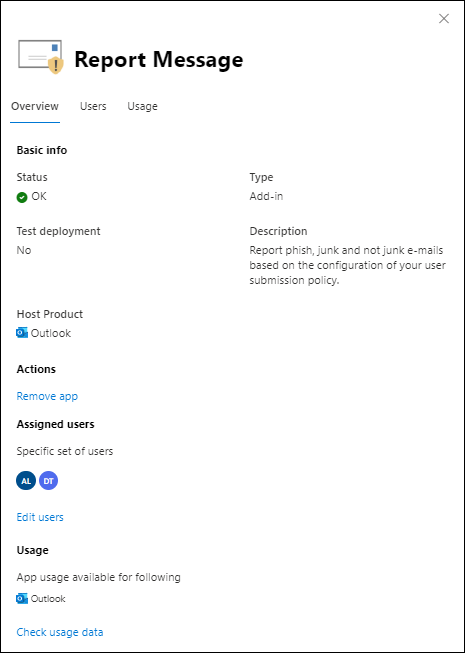 Report Message
Overview Users Usage
Basic info
Status Type
OK Add-in
Test deployment Description
No Report phish, junk and not junk e-mails
based on the configuration of your user
submission policy.
Host Product
Outlook
Actions
Remove app
Assigned users
Specific set of users
AL DT
Edit users
Usage
App usage available for following
Outlook
Check usage data